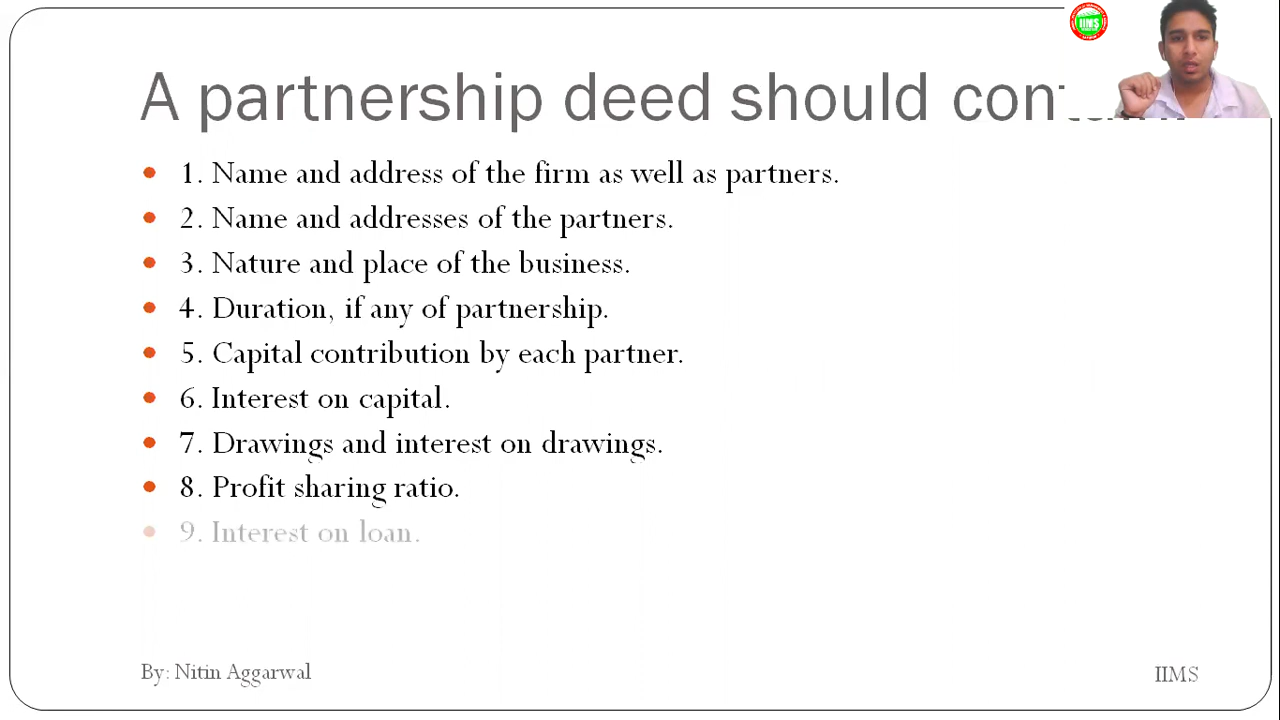 A partnership deed should
1. Name and address of the firm as well as partners.
2. Name and addresses of the partners.
3. Nature and place of the business.
4. Duration, if any of partnership.
5. Capital contribution by each partner.
6. Interest on capital.
7. Drawings and interest on drawings.
8. Profit sharing ratio.
9. Interest on loan.
By: Nitin Aggarwal
IIMS
IIMS